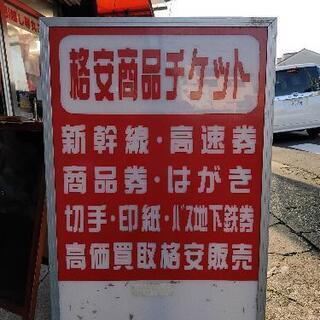 格安商品チケット
新幹線・高速券
商品券・はがき
切手・印紙・バス地下鉄券
高価買取格安販売